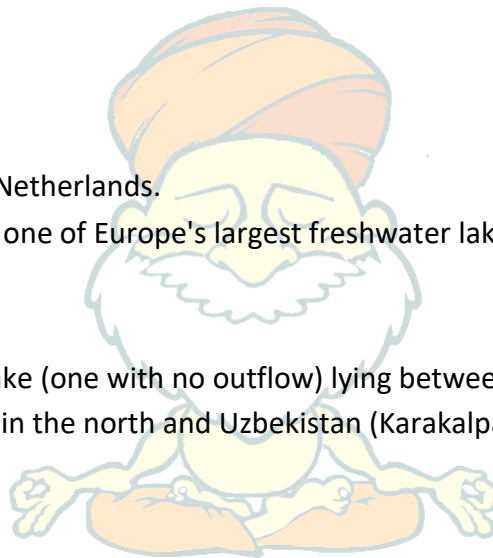 Netherlands.
one of Europe's largest freshwater lak
ke (one with no outflow) lying betwee
in the north and Uzbekistan (Karakalpa